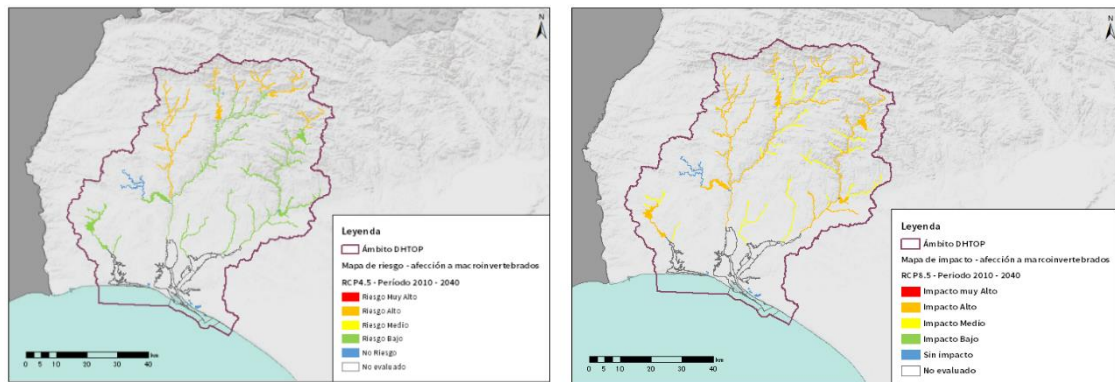 N
Leyenda
Ámbito DHTOP
Mapa de riesgo - afección a macroinvertebrados
RCP4.5 - Período 2010 - 2040
Riesgo Muy Alto
Riesgo Alto
Riesgo Medio
Riesgo Bajo
No Riesgo
No evaluado
0 5 10 20 30 40
km
N
Leyenda
Ámbito DHTOP
Mapa de impacto - afección a marcoinvertebrados
RCP8.5 - Periodo 2010 - 2040
Impacto muy Alto
Impacto Alto
Impacto Medio
Impacto Bajo
Sin impacto
No evaluado
0 5 10 20 30 40
km